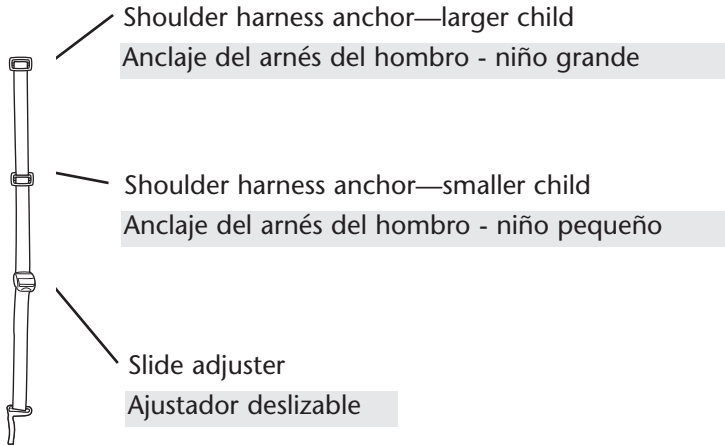 Shoulder harness anchor—larger child
Anclaje del arnés del hombro - niño grande
Shoulder harness anchor—smaller child
Anclaje del arnés del hombro - niño pequeño
Slide adjuster
Ajustador deslizable